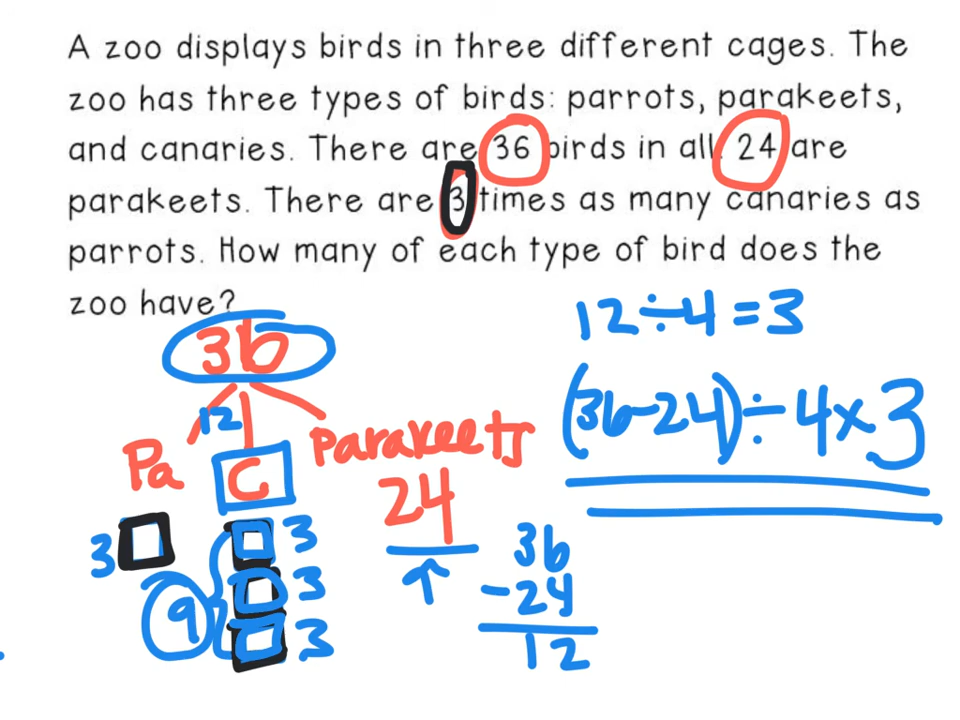 A zoo displays birds in three different cages. The
zoo has three types of birds: parrots, parakeets,
and canaries. There are 36 birds in all. 24 are
parakeets. There are 3 times as many canaries as
parrots. How many of each type of bird does the
zoo have?
12 ÷ 4 = 3
36
(36-24) ÷ 4 x 3
12
Pa C Parakeets
24
3 3
3
9 3
36
-24
12